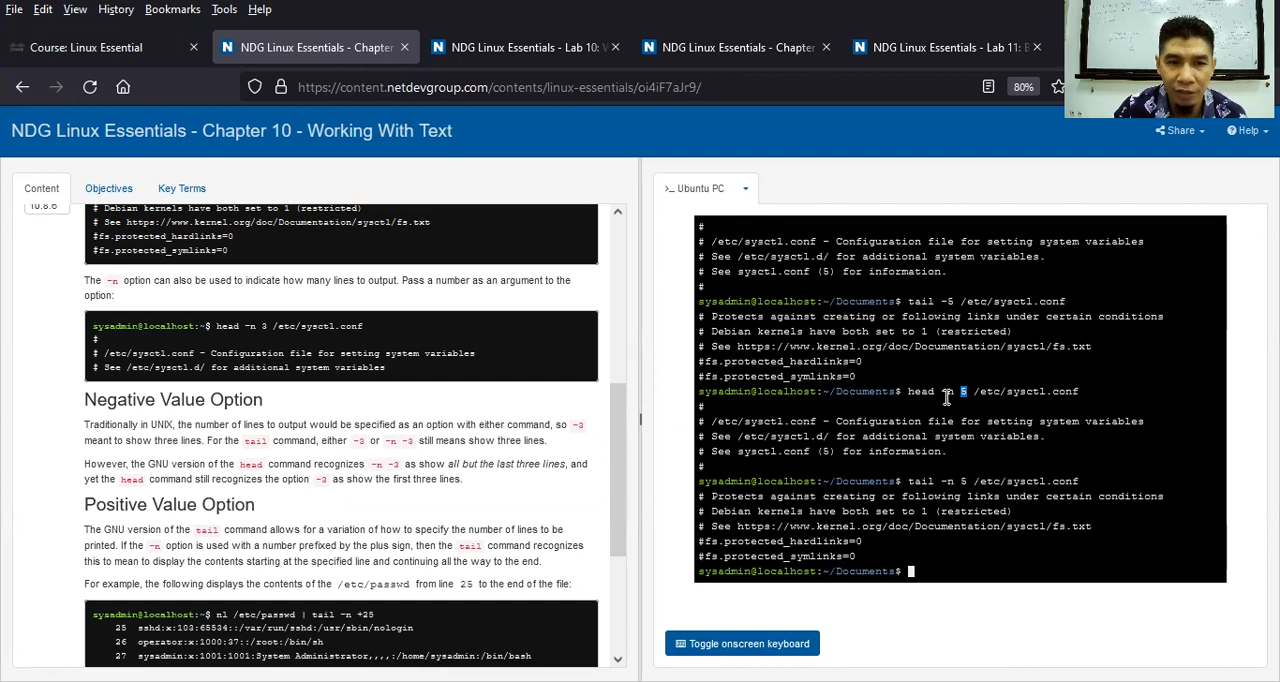 File Edit View History Bookmarks Tools Help
Course: Linux Essential
NDG Linux Essentials - Chapter
NDG Linux Essentials - Lab 10: 
NDG Linux Essentials - Chapter
NDG Linux Essentials - Lab 11: 
https://content.netdevgroup.com/contents/linux-essentials/oi4iF7aJr9/
80%
NDG Linux Essentials - Chapter 10 - Working With Text
Share
Help
Content Objectives Key Terms
10.8.6
# Debian kernels have both set to 1 (restricted)
# See https://www.kernel.org/doc/Documentation/sysctl/fs.txt
#fs.protected_hardlinks=0
#fs.protected_symlinks=0
The -n option can also be used to indicate how many lines to output. Pass a number as an argument to the
option:
sysadmin@localhost:~$ head -n 3 /etc/sysctl.conf
#
# /etc/sysctl.conf - Configuration file for setting system variables
# See /etc/sysctl.d/ for additional system variables
Negative Value Option
Traditionally in UNIX, the number of lines to output would be specified as an option with either command, so -3
meant to show three lines. For the tail command, either -3 or -n -3 still means show three lines.
However, the GNU version of the head command recognizes -n -3 as show all but the last three lines, and
yet the head command still recognizes the option -3 as show the first three lines.
Positive Value Option
The GNU version of the tail command allows for a variation of how to specify the number of lines to be
printed. If the -n option is used with a number prefixed by the plus sign, then the tail command recognizes
this to mean to display the contents starting at the specified line and continuing all the way to the end.
For example, the following displays the contents of the /etc/passwd from line 25 to the end of the file:
sysadmin@localhost:~$ nl /etc/passwd | tail -n +25
25 sshd:x:103:65534::/var/run/sshd:/usr/sbin/nologin
26 operator:x:1000:37::/root:/bin/sh
27 sysadmin:x:1001:1001:System Administrator,,,,:/home/sysadmin:/bin/bash
>_ Ubuntu PC
#
# /etc/sysctl.conf - Configuration file for setting system variables
# See /etc/sysctl.d/ for additional system variables.
# See sysctl.conf (5) for information.
#
sysadmin@localhost:~/Documents$ tail -5 /etc/sysctl.conf
# Protects against creating or following links under certain conditions
# Debian kernels have both set to 1 (restricted)
# See https://www.kernel.org/doc/Documentation/sysctl/fs.txt
#fs.protected_hardlinks=0
#fs.protected_symlinks=0
sysadmin@localhost:~/Documents$ head -n 5 /etc/sysctl.conf
#
# /etc/sysctl.conf - Configuration file for setting system variables
# See /etc/sysctl.d/ for additional system variables.
# See sysctl.conf (5) for information.
#
sysadmin@localhost:~/Documents$ tail -n 5 /etc/sysctl.conf
# Protects against creating or following links under certain conditions
# Debian kernels have both set to 1 (restricted)
# See https://www.kernel.org/doc/Documentation/sysctl/fs.txt
#fs.protected_hardlinks=0
#fs.protected_symlinks=0
sysadmin@localhost:~/Documents$
Toggle onscreen keyboard